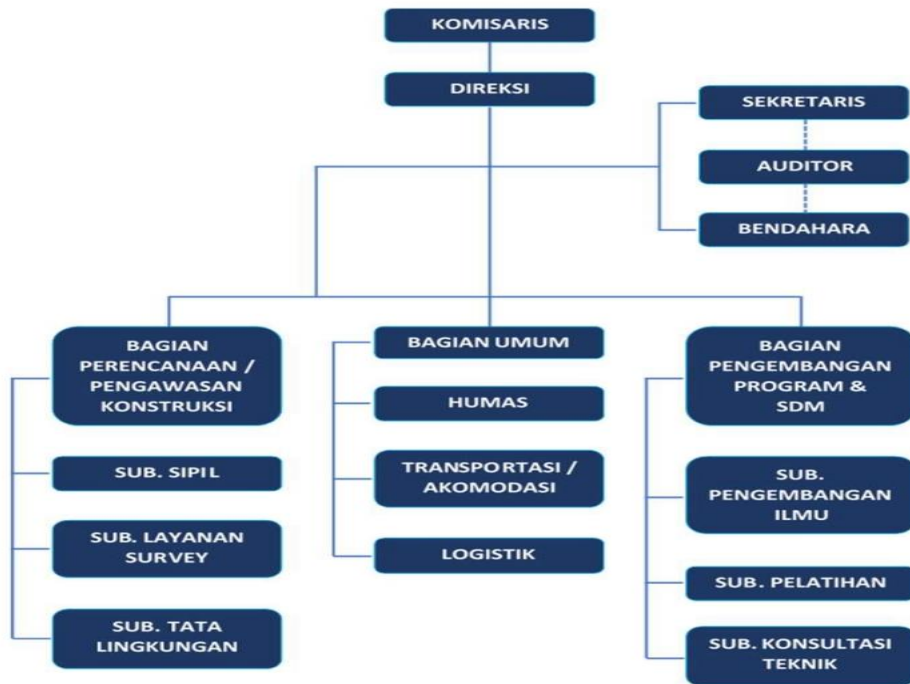 KOMISARIS
DIREKSI
SEKRETARIS
AUDITOR
BENDAHARA
BAGIAN
PERENCANAAN /
PENGAWASAN
KONSTRUKSI
SUB. SIPIL
SUB. LAYANAN
SURVEY
SUB. TATA
LINGKUNGAN
BAGIAN UMUM
HUMAS
TRANSPORTASI /
AKOMODASI
LOGISTIK
BAGIAN
PENGEMBANGAN
PROGRAM &
SDM
SUB.
PENGEMBANGAN
ILMU
SUB. PELATIHAN
SUB. KONSULTASI
TEKNIK